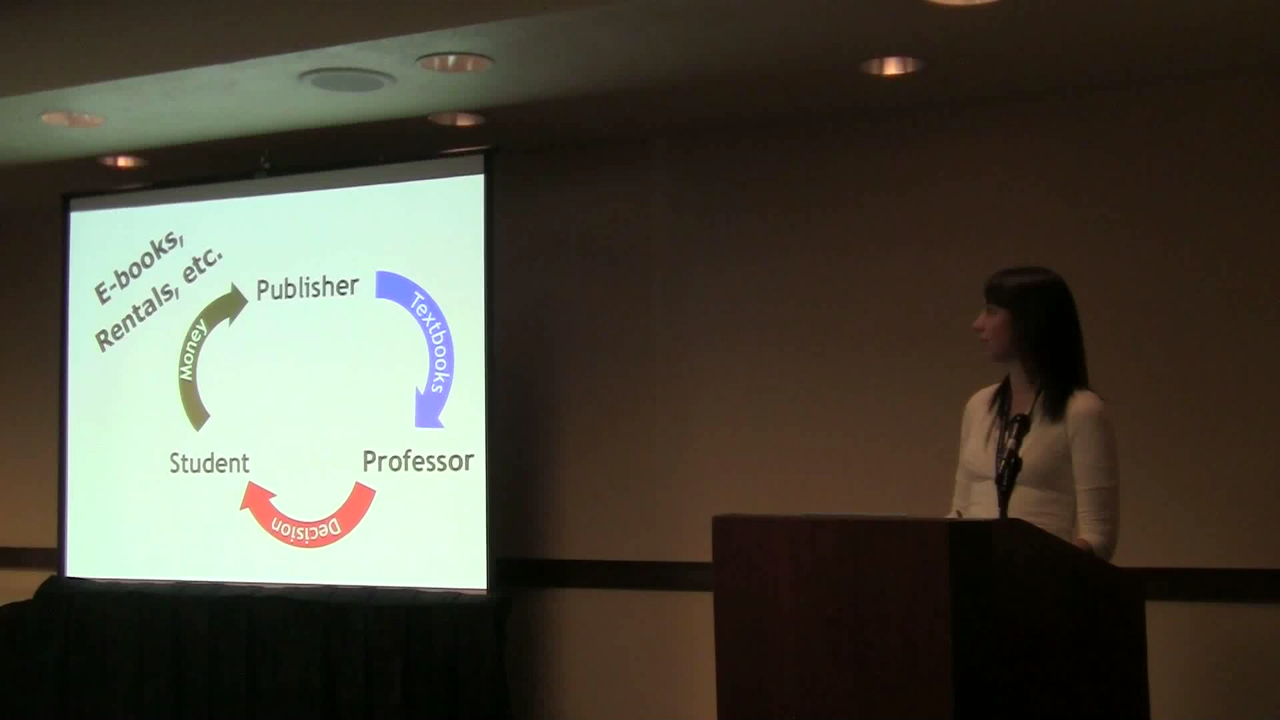 E-books,
Rentals, etc.
Publisher
Textbooks
Money
Student
Professor
Decision